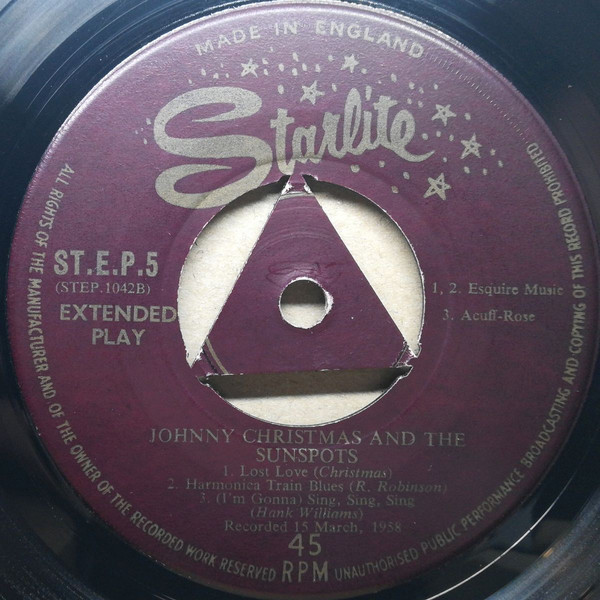 MADE IN ENGLAND
Starlite
ST.E.P.5
(STEP.1042B)
EXTENDED
PLAY
1, 2. Esquire Music
3. Acuff-Rose
JOHNNY CHRISTMAS AND THE
SUNSPOTS
1. Lost Love (Christmas)
2. Harmonica Train Blues (R. Robinson)
3. (I'm Gonna) Sing, Sing, Sing
(Hank Williams)
Recorded 15 March, 1958
45
RPM
ALL RIGHTS OF THE MANUFACTURER AND OF THE OWNER OF THE RECORDED WORK RESERVED
UNAUTHORISED PUBLIC PERFORMANCE BROADCASTING AND COPYING OF THIS RECORD PROHIBITED